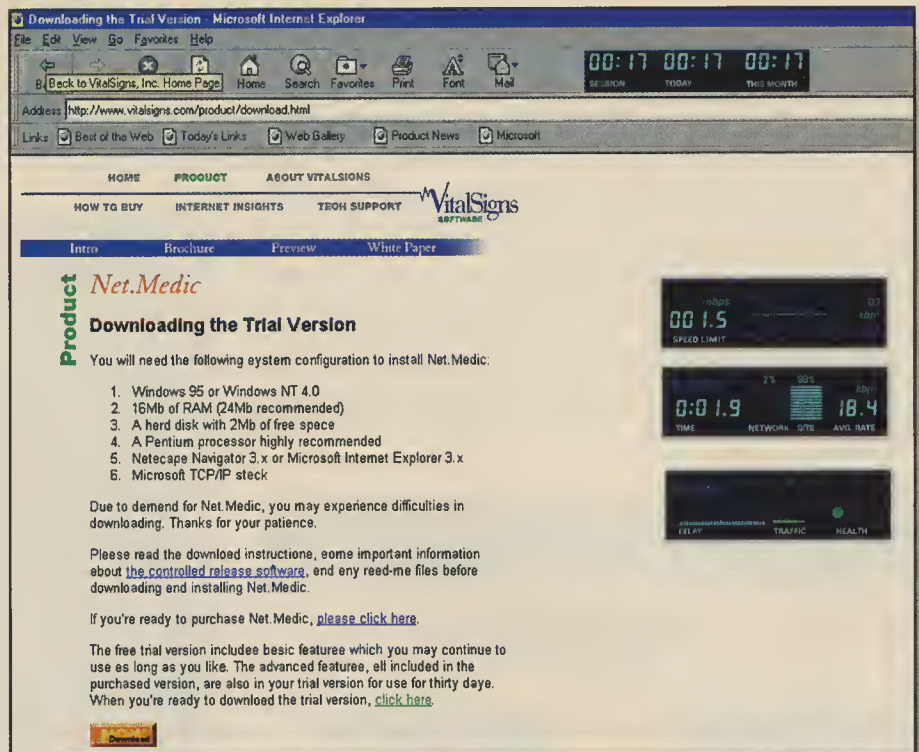 Downloading the Trial Version - Microsoft Internet Explorer
File Edit View Go Favorites Help
Back to VitalSigns, Inc. Home Page
Home Search Favorites Print Font Mail
00:17 00:17 00:17
SESSION TODAY THIS MONTH
Address http://www.vitalsigns.com/product/download.html
Links Best of the Web Today's Links Web Gallery Product News Microsoft
HOME PRODUCT ABOUT VITALSIGNS
HOW TO BUY INTERNET INSIGHTS TECH SUPPORT
VitalSigns
SOFTWARE
Intro Brochure Preview White Paper
Product
Net.Medic
Downloading the Trial Version
You will need the following system configuration to install Net.Medic:
1. Windows 95 or Windows NT 4.0
2. 16Mb of RAM (24Mb recommended)
3. A hard disk with 2Mb of free space
4. A Pentium processor highly recommended
5. Netscape Navigator 3.x or Microsoft Internet Explorer 3.x
6. Microsoft TCP/IP stack
Due to demand for Net.Medic, you may experience difficulties in
downloading. Thanks for your patience.
Please read the download instructions, some important information
about the controlled release software, and any read-me files before
downloading and installing Net.Medic.
If you're ready to purchase Net.Medic, please click here.
The free trial version includes basic features which you may continue to
use as long as you like. The advanced features, all included in the
purchased version, are also in your trial version for use for thirty days.
When you're ready to download the trial version, click here.
Download
mbps 0.7
001.5
SPEED LIMIT
2% 98%
0:01.9 18.4
TIME NETWORK SITE AVG. RATE
DELAY TRAFFIC HEALTH